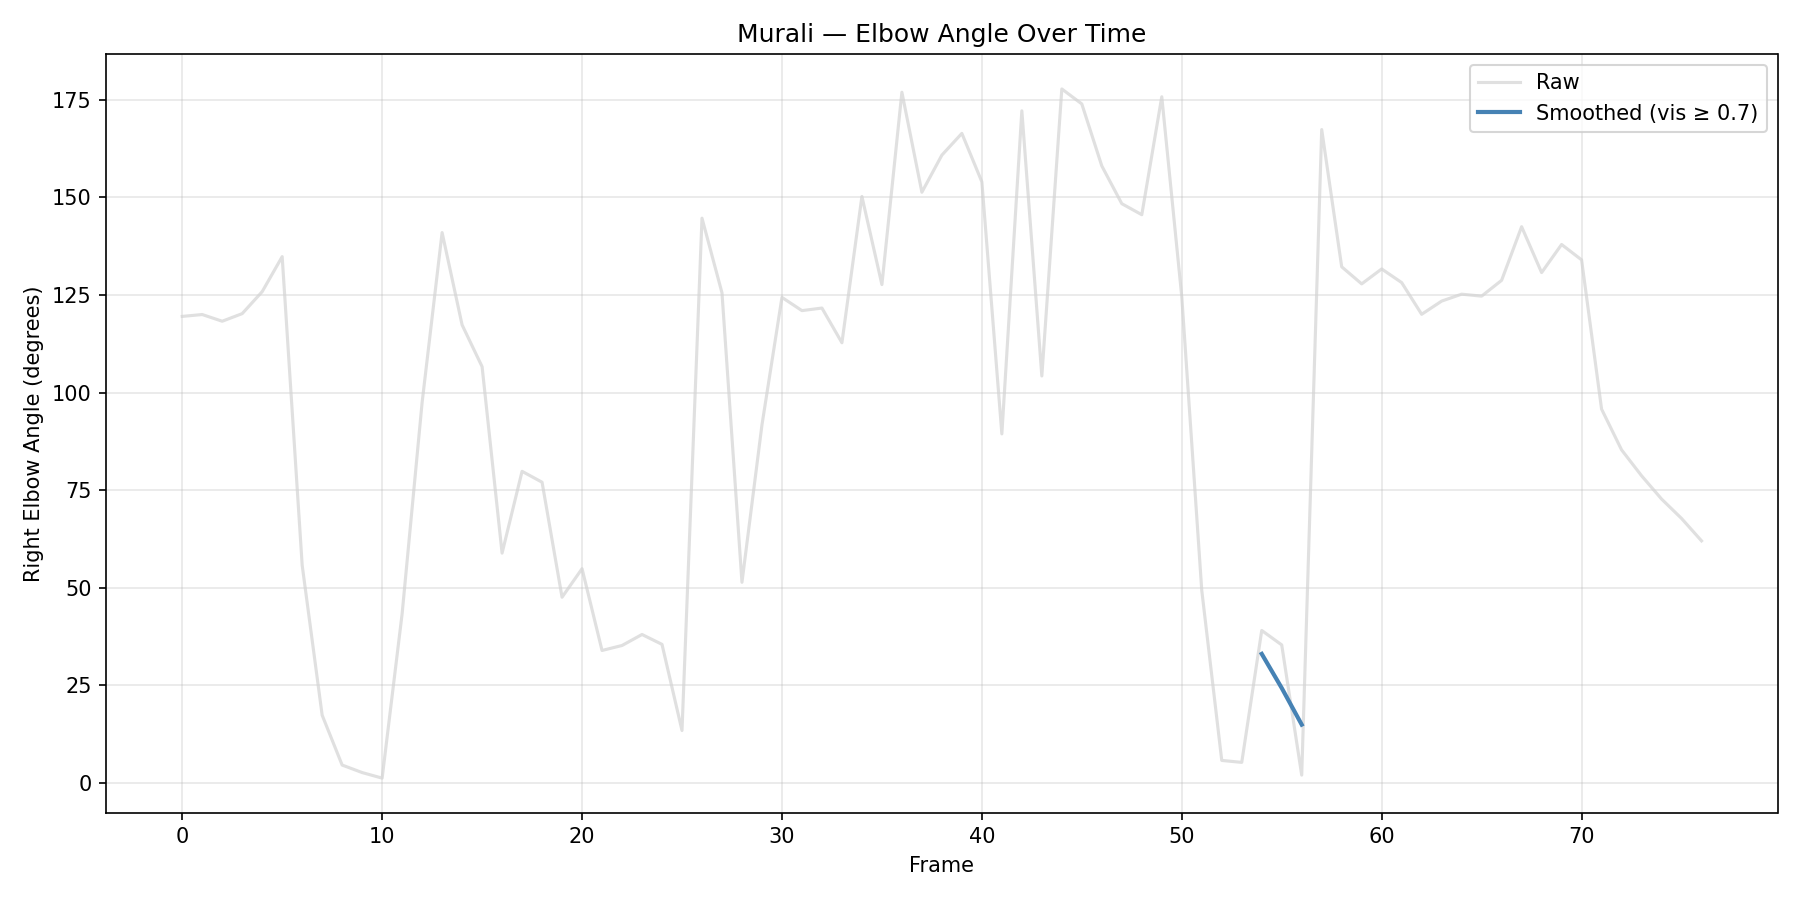 Murali — Elbow Angle Over Time
Raw
Smoothed (vis ≥ 0.7)
Right Elbow Angle (degrees)
175
150
125
100
75
50
25
0
0 10 20 30 40 50 60 70
Frame